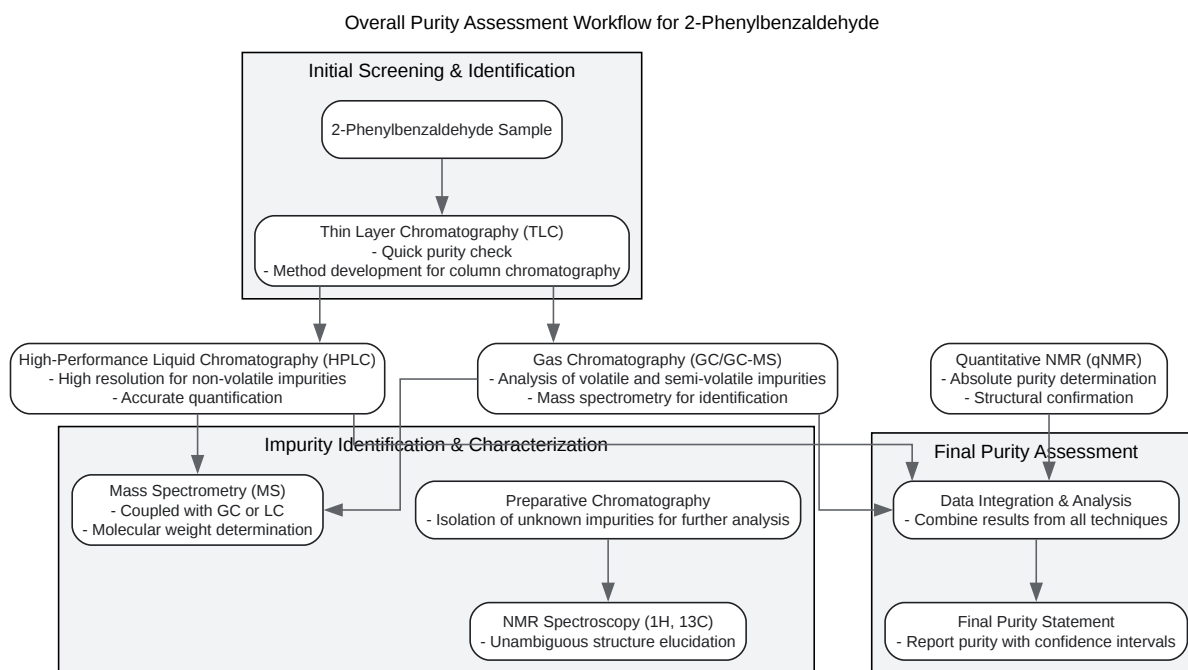 Overall Purity Assessment Workflow for 2-Phenylbenzaldehyde
Initial Screening & Identification
2-Phenylbenzaldehyde Sample
Thin Layer Chromatography (TLC)
- Quick purity check
- Method development for column chromatography
High-Performance Liquid Chromatography (HPLC)
- High resolution for non-volatile impurities
- Accurate quantification
Gas Chromatography (GC/GC-MS)
- Analysis of volatile and semi-volatile impurities
- Mass spectrometry for identification
Quantitative NMR (qNMR)
- Absolute purity determination
- Structural confirmation
Impurity Identification & Characterization
Mass Spectrometry (MS)
- Coupled with GC or LC
- Molecular weight determination
Preparative Chromatography
- Isolation of unknown impurities for further analysis
NMR Spectroscopy (1H, 13C)
- Unambiguous structure elucidation
Final Purity Assessment
Data Integration & Analysis
- Combine results from all techniques
Final Purity Statement
- Report purity with confidence intervals